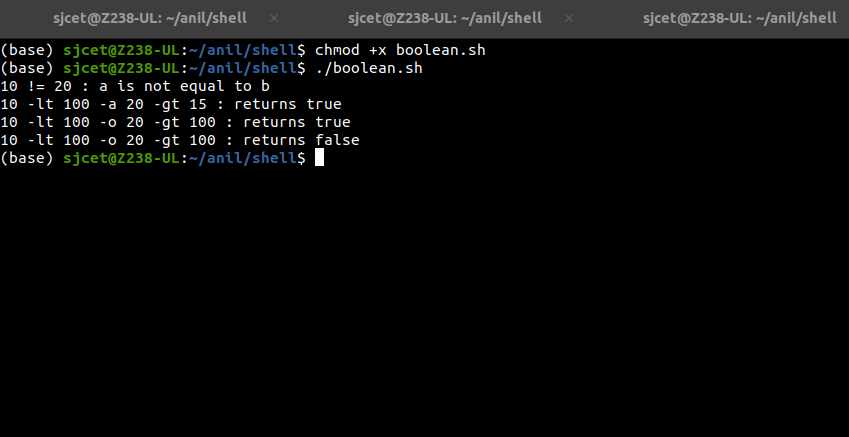 sjcet@Z238-UL: ~/anil/shell × sjcet@Z238-UL: ~/anil/shell × sjcet@Z238-UL: ~/anil/shell
(base) sjcet@Z238-UL:~/anil/shell$ chmod +x boolean.sh
(base) sjcet@Z238-UL:~/anil/shell$ ./boolean.sh
10 != 20 : a is not equal to b
10 -lt 100 -a 20 -gt 15 : returns true
10 -lt 100 -o 20 -gt 100 : returns true
10 -lt 100 -o 20 -gt 100 : returns false
(base) sjcet@Z238-UL:~/anil/shell$